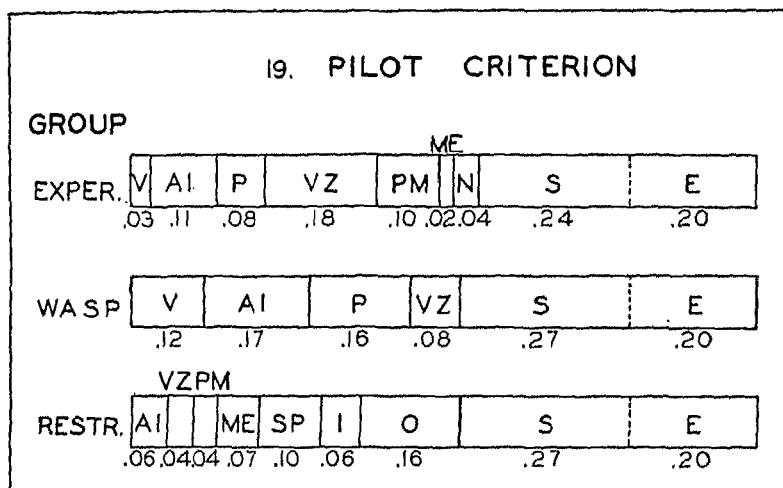 19. PILOT CRITERION
GROUP
ME
EXPER. V AI P VZ PM N S E
.03 .11 .08 .18 .10 .02 .04 .24 .20
WASP V AI P VZ S E
.12 .17 .16 .08 .27 .20
VZ PM
RESTR. AI ME SP I O S E
.06 .04 .04 .07 .10 .06 .16 .27 .20